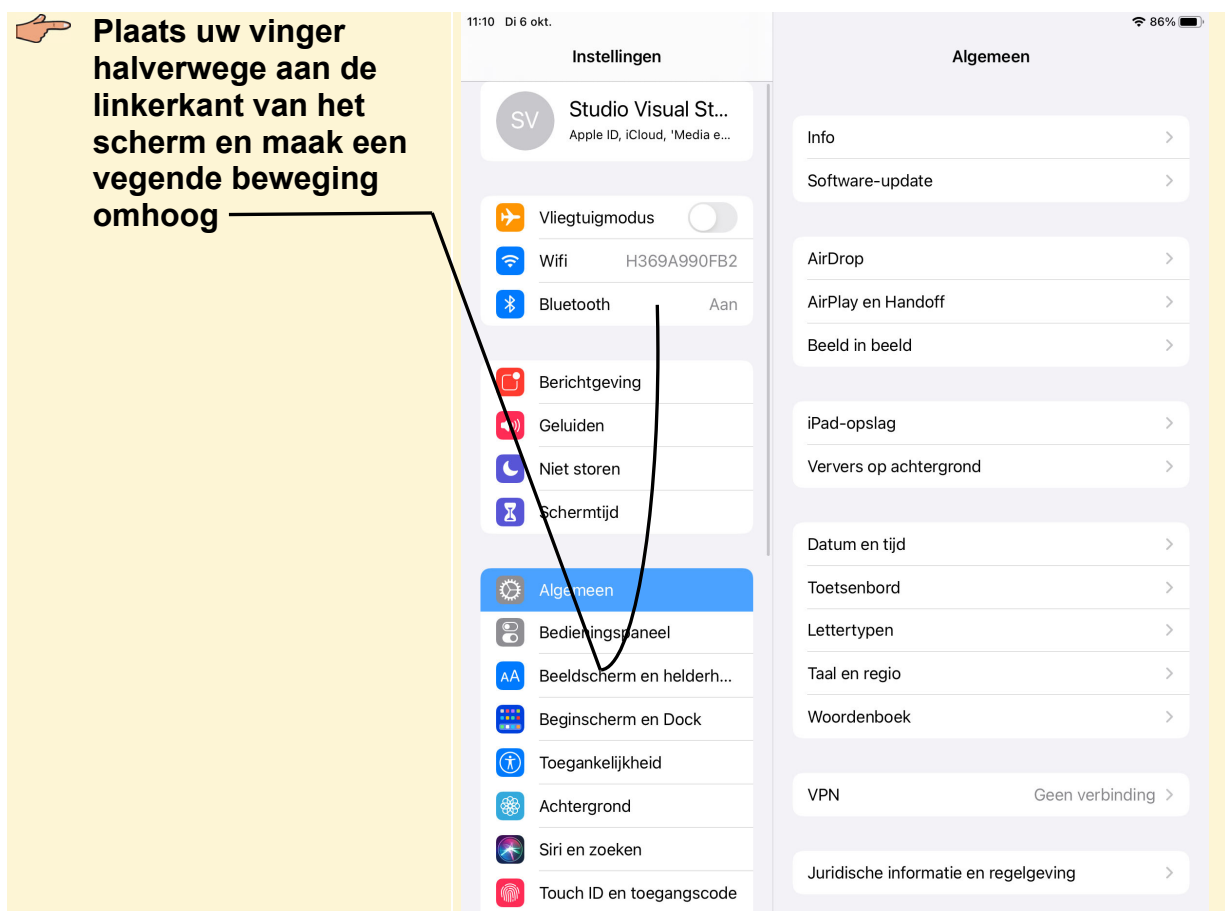 Plaats uw vinger
halverwege aan de
linkerkant van het
scherm en maak een
vegende beweging
omhoog
11:10 Di 6 okt.
86%
Instellingen
SV
Studio Visual St...
Apple ID, iCloud, 'Media e...
Vliegtuigmodus
Wifi H369A990FB2
Bluetooth Aan
Berichtgeving
Geluiden
Niet storen
Schermtijd
Algemeen
Bedieningspaneel
AA Beeldscherm en helderh...
Beginscherm en Dock
Toegankelijkheid
Achtergrond
Siri en zoeken
Touch ID en toegangscode
Algemeen
Info
Software-update
AirDrop
AirPlay en Handoff
Beeld in beeld
iPad-opslag
Ververs op achtergrond
Datum en tijd
Toetsenbord
Lettertypen
Taal en regio
Woordenboek
VPN Geen verbinding
Juridische informatie en regelgeving